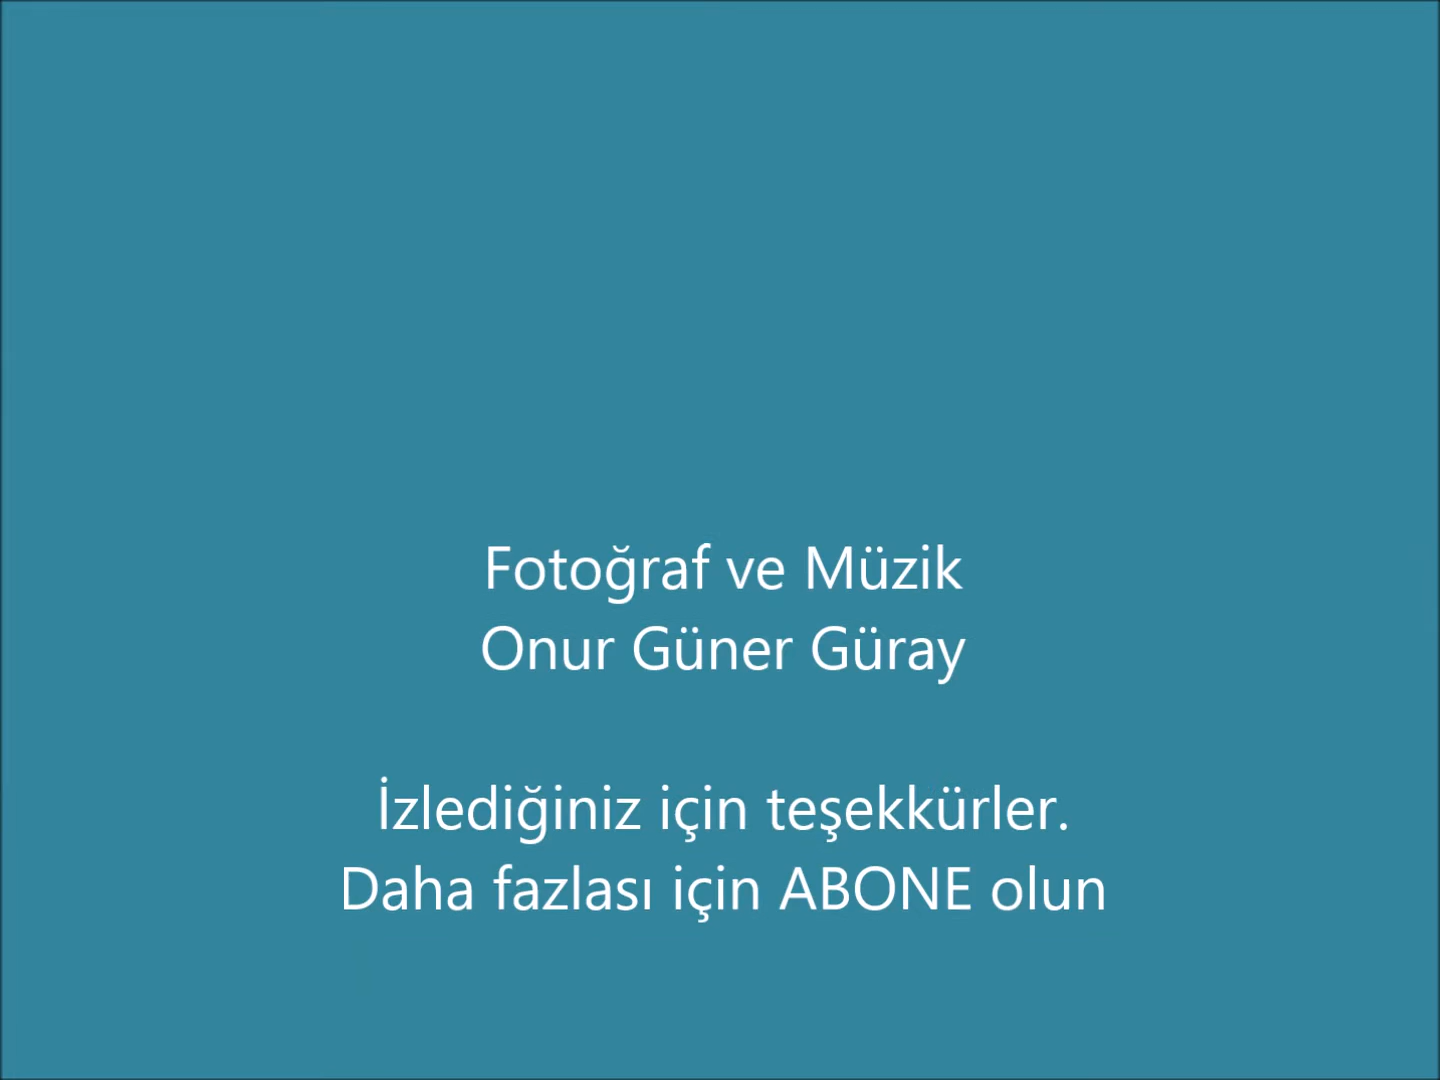 Fotoğraf ve Müzik
Onur Güner Güray
İzlediğiniz için teşekkürler.
Daha fazlası için ABONE olun